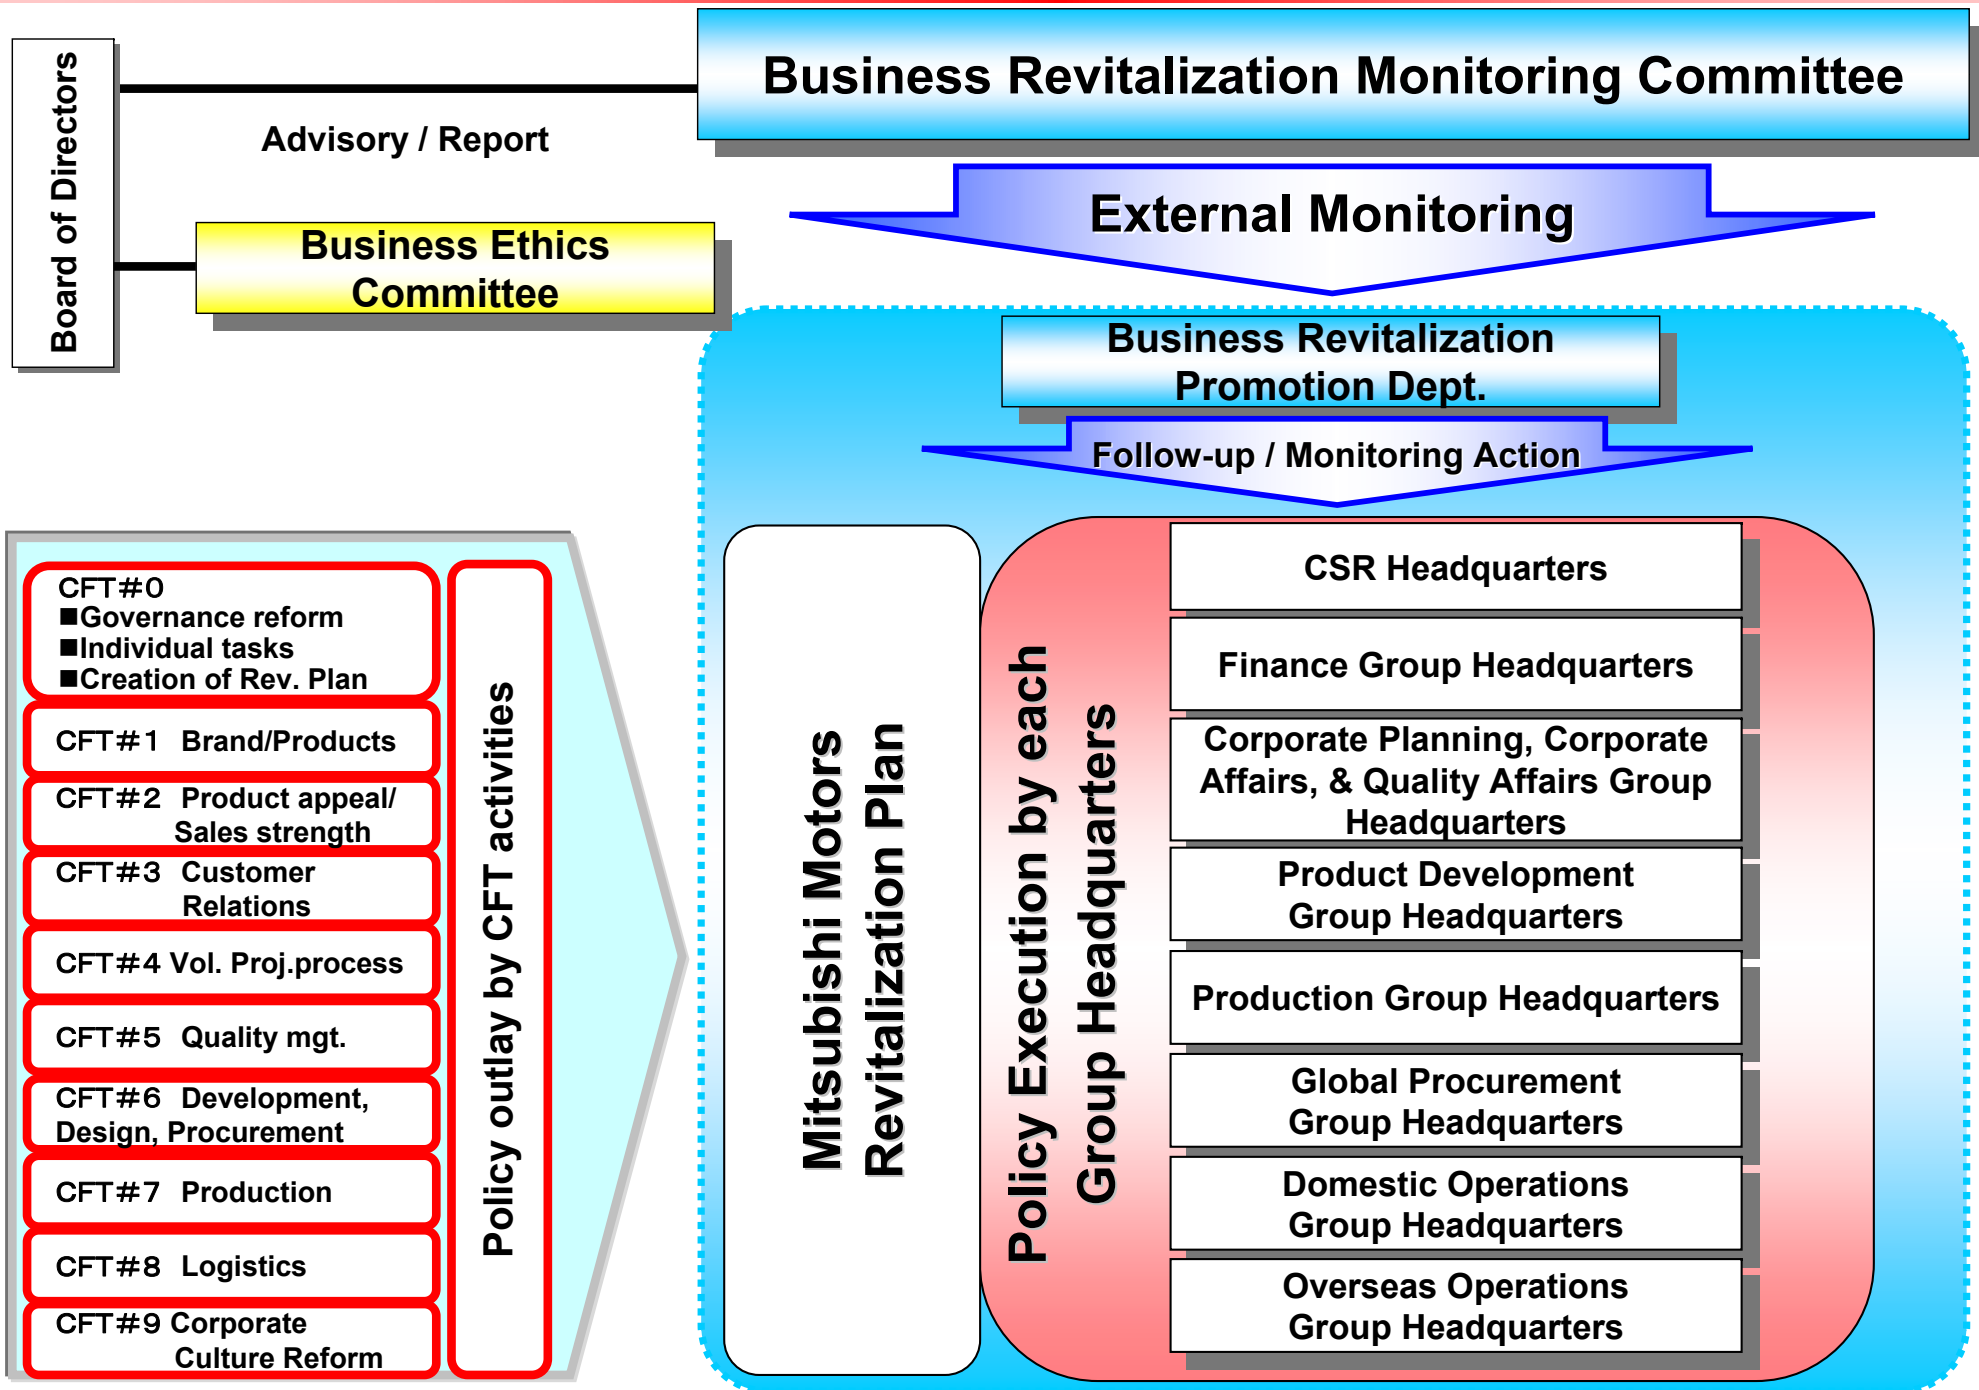 Board of Directors
Business Revitalization Monitoring Committee
Advisory / Report
External Monitoring
Business Ethics
Committee
Business Revitalization
Promotion Dept.
Follow-up / Monitoring Action
CFT#0
■Governance reform
■Individual tasks
■Creation of Rev. Plan
CFT#1 Brand/Products
CFT#2 Product appeal/
Sales strength
CFT#3 Customer
Relations
CFT#4 Vol. Proj.process
CFT#5 Quality mgt.
CFT#6 Development,
Design, Procurement
CFT#7 Production
CFT#8 Logistics
CFT#9 Corporate
Culture Reform
Policy outlay by CFT activities
Mitsubishi Motors
Revitalization Plan
Policy Execution by each
Group Headquarters
CSR Headquarters
Finance Group Headquarters
Corporate Planning, Corporate
Affairs, & Quality Affairs Group
Headquarters
Product Development
Group Headquarters
Production Group Headquarters
Global Procurement
Group Headquarters
Domestic Operations
Group Headquarters
Overseas Operations
Group Headquarters